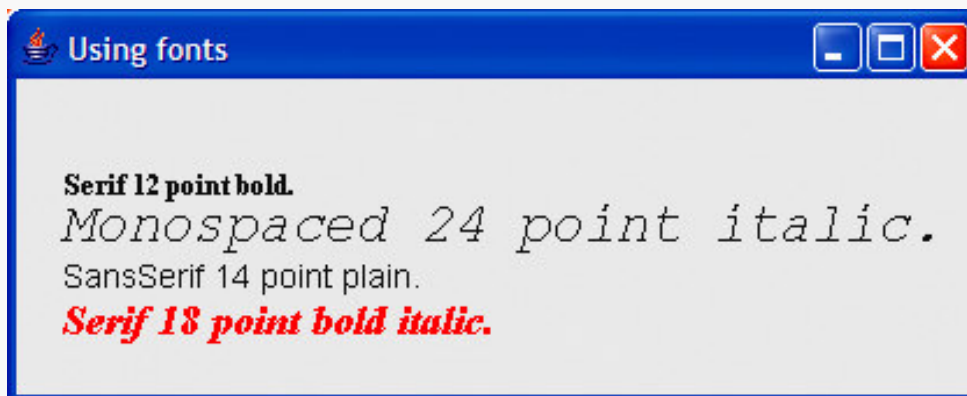 Using fonts
Serif 12 point bold.
Monospaced 24 point italic.
SansSerif 14 point plain.
Serif 18 point bold italic.